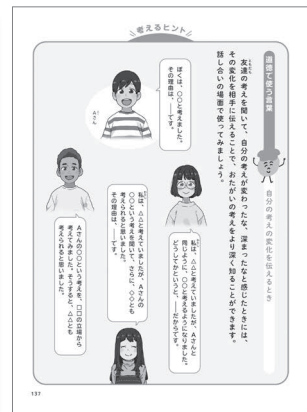 考えるヒント
道徳で使う言葉
自分の考えの変化を伝えるとき
友達の考えを聞いて、自分の考えが変わったな、深まったなと感じたときには、
その変化を相手に伝えることで、おたがいの考えをより深く知ることができます。
話し合いの場面で使ってみましょう。
ぼくは、○○と考えました。
その理由は、――です。
Aさん
私は、△△と考えていましたが、Aさんと
同じように、○○と考えるようになりました。
どうしてかというと、――だからです。
私は、△△と考えていましたが、Aさんの
○○という考えを聞いて、さらに、◇◇とも
考えられると思いました。
その理由は、――です。
Aさんの○○という考えを、□□の立場から
考えてみました。そうすると、△△とも
考えられると思いました。
137